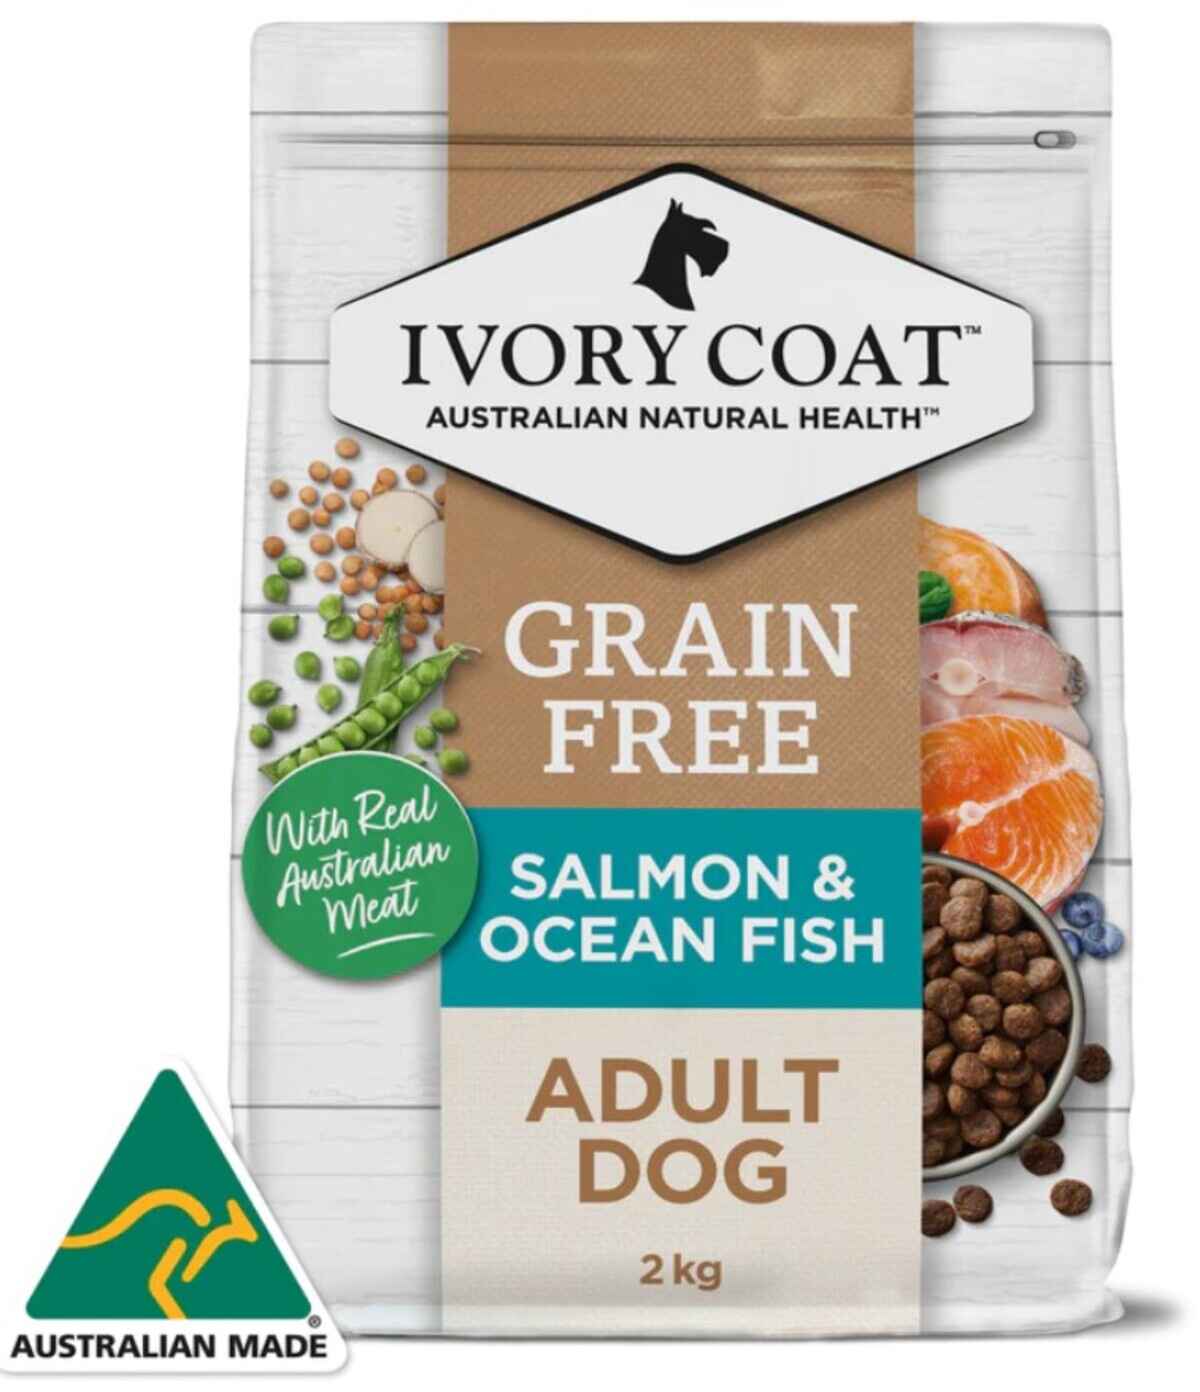 IVORY COAT™
AUSTRALIAN NATURAL HEALTH™
GRAIN
FREE
With Real
Australian
Meat
SALMON &
OCEAN FISH
ADULT
DOG
2 kg
®
AUSTRALIAN MADE